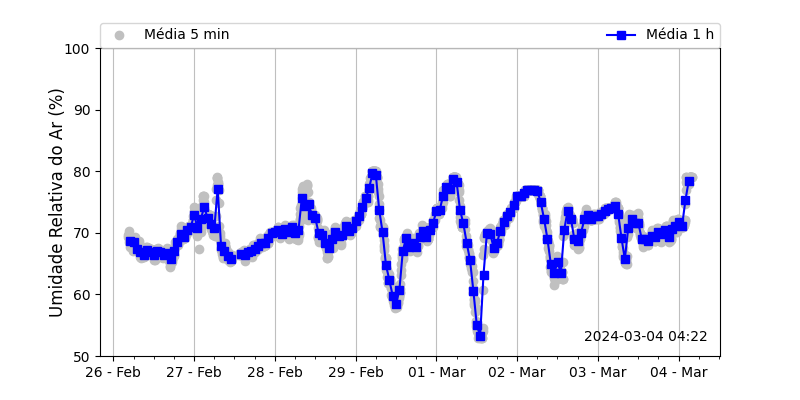 Média 5 min Média 1 h
100
90
80
70
60
50
Umidade Relativa do Ar (%)
2024-03-04 04:22
26 - Feb 27 - Feb 28 - Feb 29 - Feb 01 - Mar 02 - Mar 03 - Mar 04 - Mar